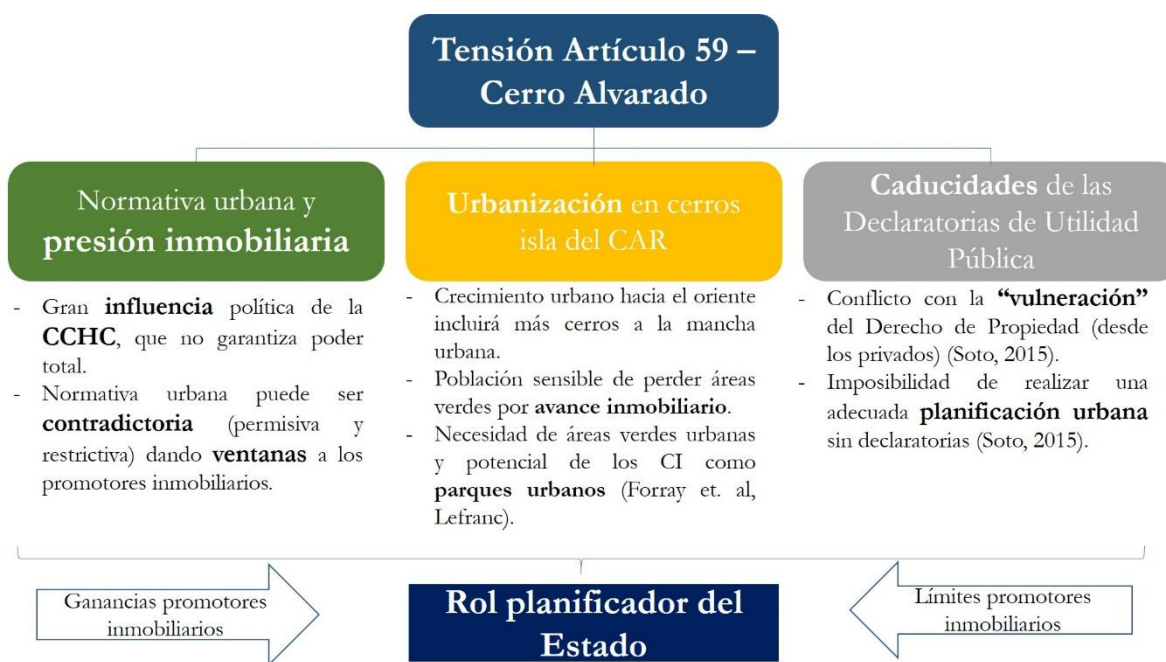 Tensión Artículo 59 –
Cerro Alvarado
Normativa urbana y
presión inmobiliaria
- Gran influencia política de la
CCHC, que no garantiza poder
total.
- Normativa urbana puede ser
contradictoria (permisiva y
restrictiva) dando ventanas a los
promotores inmobiliarios.
Urbanización en cerros
isla del CAR
- Crecimiento urbano hacia el oriente
incluirá más cerros a la mancha
urbana.
- Población sensible de perder áreas
verdes por avance inmobiliario.
- Necesidad de áreas verdes urbanas
y potencial de los CI como
parques urbanos (Forray et. al,
Lefranc).
Caducidades de las
Declaratorias de Utilidad
Pública
- Conflicto con la “vulneración”
del Derecho de Propiedad (desde
los privados) (Soto, 2015).
- Imposibilidad de realizar una
adecuada planificación urbana
sin declaratorias (Soto, 2015).
Ganancias promotores
inmobiliarios
Rol planificador del
Estado
Límites promotores
inmobiliarios